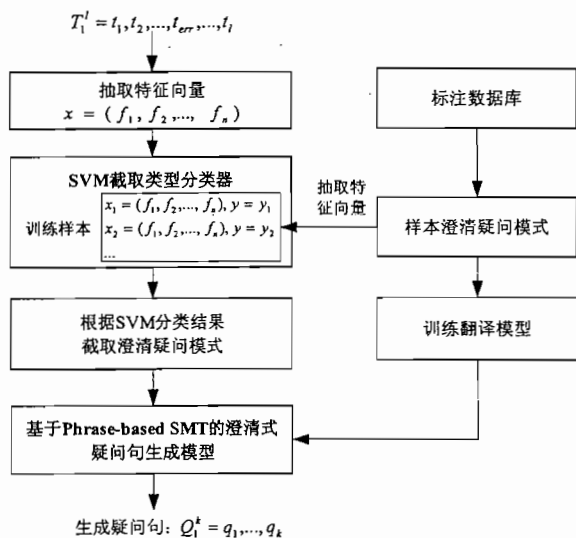 T₁ˡ = t₁, t₂, ..., tₑᵣᵣ, ..., tₗ
抽取特征向量
x = ( f₁, f₂, ..., fₙ )
SVM截取类型分类器
训练样本
x₁ = (f₁, f₂, ..., fₙ), y = y₁
x₂ = (f₁, f₂, ..., fₙ), y = y₂
...
根据SVM分类结果
截取澄清疑问模式
基于Phrase-based SMT的澄清式
疑问句生成模型
生成疑问句: Q₁ᵏ = q₁, ..., qₖ
标注数据库
抽取特
征向量
样本澄清疑问模式
训练翻译模型